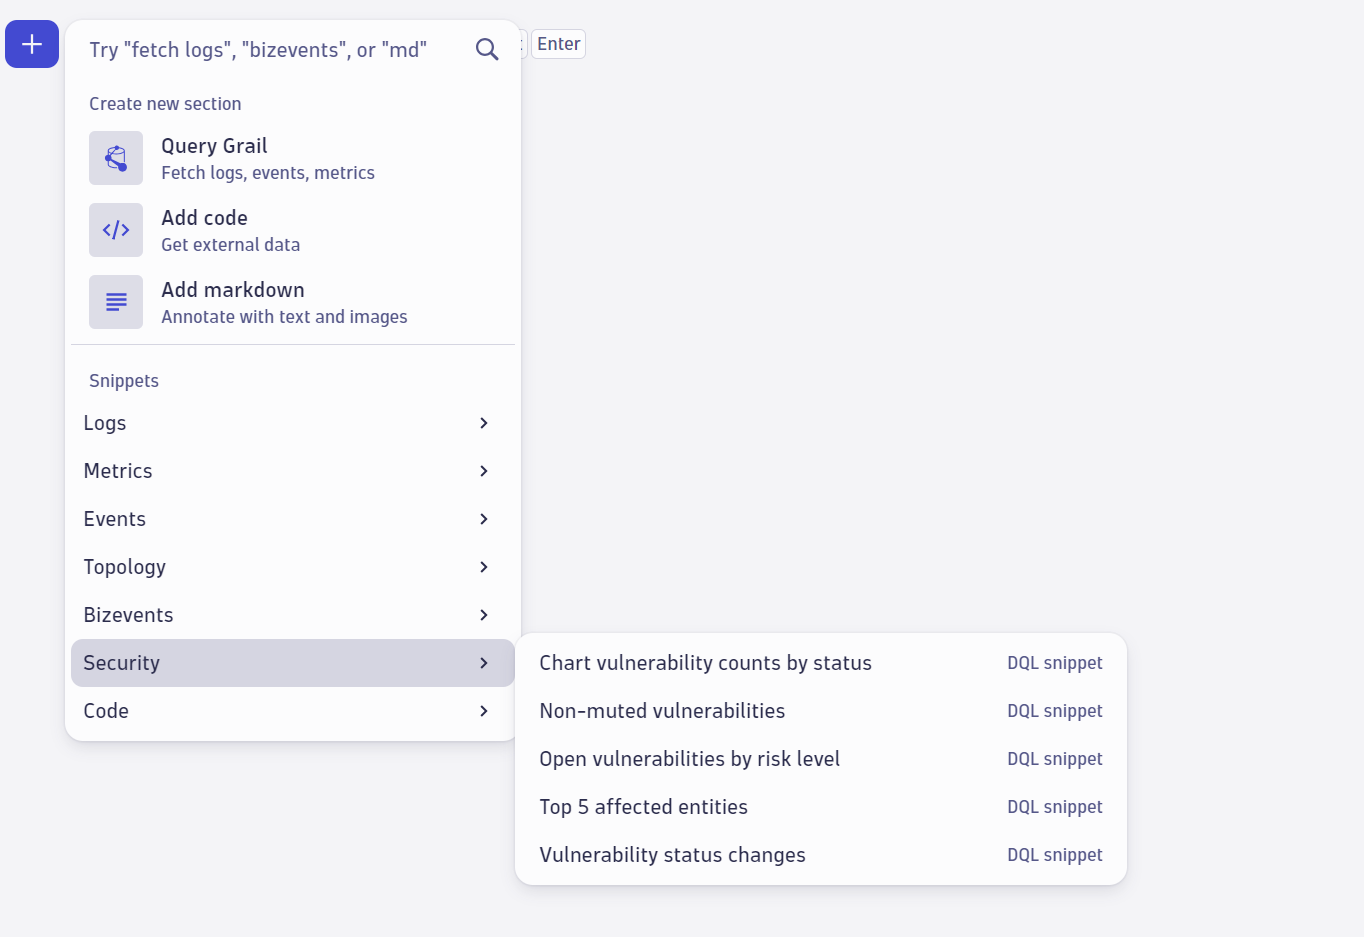 Try "fetch logs", "bizevents", or "md"
Enter
Create new section
Query Grail
Fetch logs, events, metrics
Add code
Get external data
Add markdown
Annotate with text and images
Snippets
Logs
Metrics
Events
Topology
Bizevents
Security
Code
Chart vulnerability counts by status DQL snippet
Non-muted vulnerabilities DQL snippet
Open vulnerabilities by risk level DQL snippet
Top 5 affected entities DQL snippet
Vulnerability status changes DQL snippet